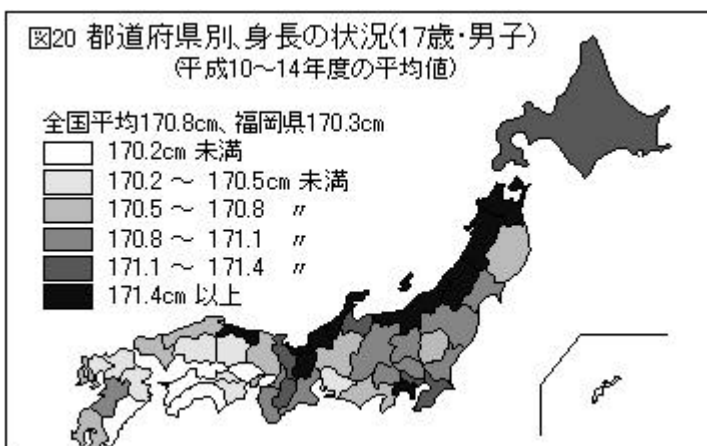 図20 都道府県別、身長の状況(17歳・男子)
(平成10～14年度の平均値)
全国平均170.8cm、福岡県170.3cm
170.2cm 未満
170.2 ～ 170.5cm 未満
170.5 ～ 170.8 〃
170.8 ～ 171.1 〃
171.1 ～ 171.4 〃
171.4cm 以上